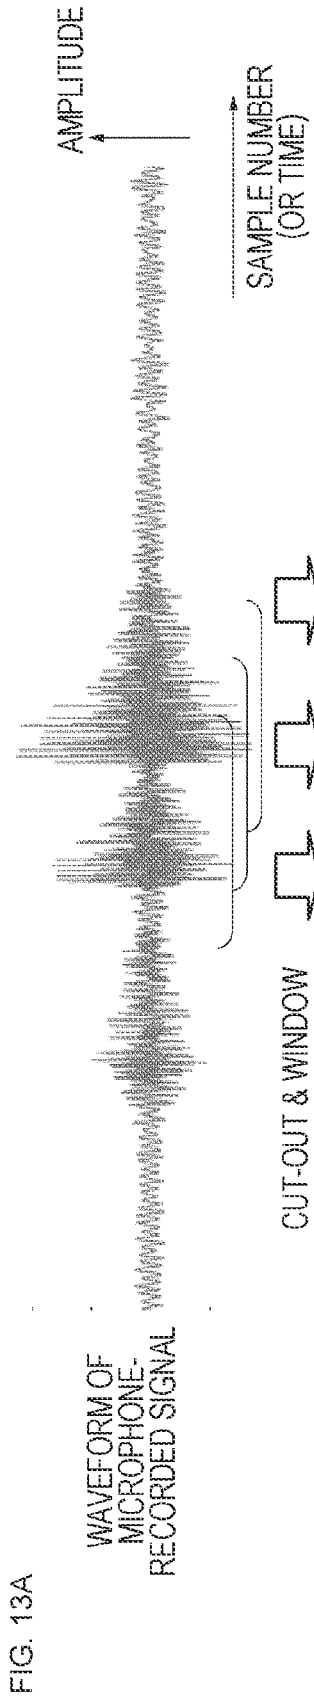 FIG. 13A
WAVEFORM OF
MICROPHONE-
RECORDED SIGNAL
AMPLITUDE
SAMPLE NUMBER
(OR TIME)
CUT-OUT & WINDOW